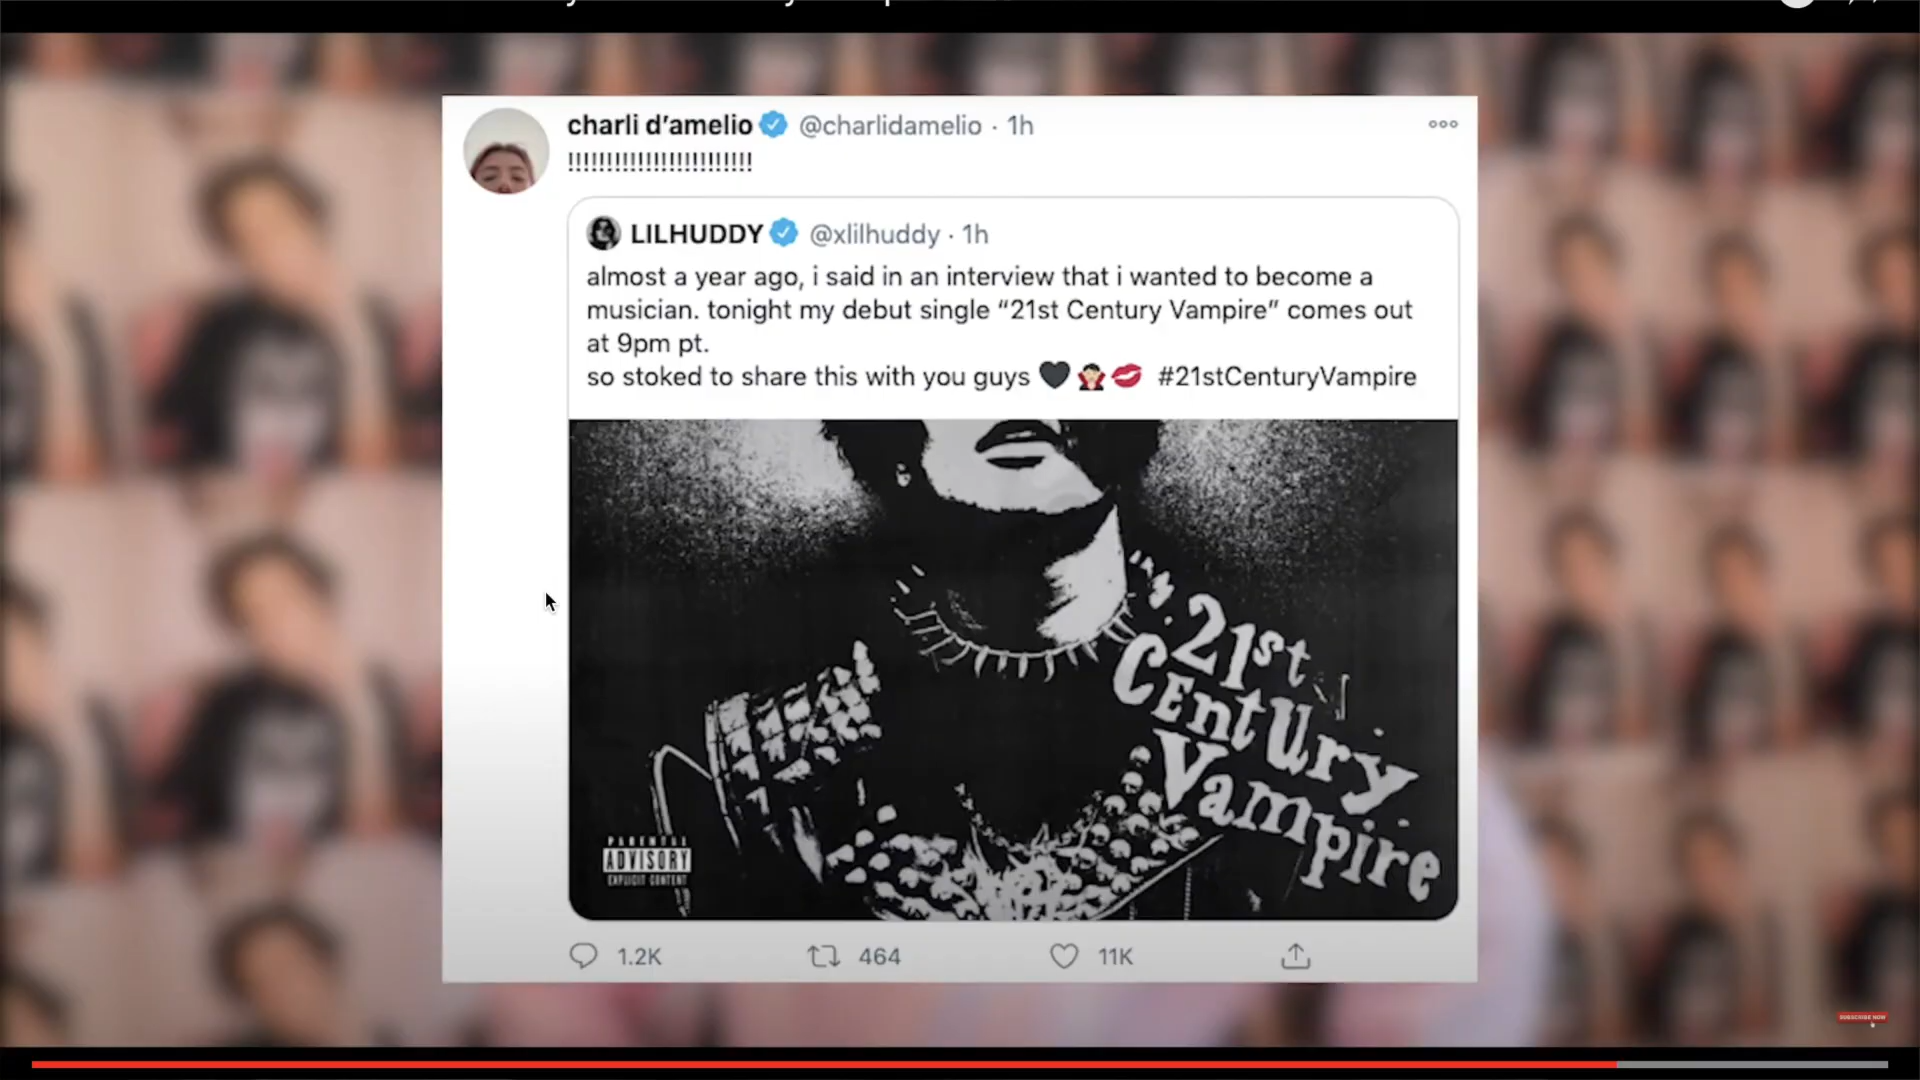 charli d'amelio @charlidamelio · 1h
!!!!!!!!!!!!!!!!!!!!!!!!
LILHUDDY @xlilhuddy · 1h
almost a year ago, i said in an interview that i wanted to become a
musician. tonight my debut single “21st Century Vampire” comes out
at 9pm pt.
so stoked to share this with you guys 🖤🧛🏻💋 #21stCenturyVampire
21st
Century
Vampire
PARENTAL
ADVISORY
EXPLICIT CONTENT
1.2K 464 11K
SUBSCRIBE NOW